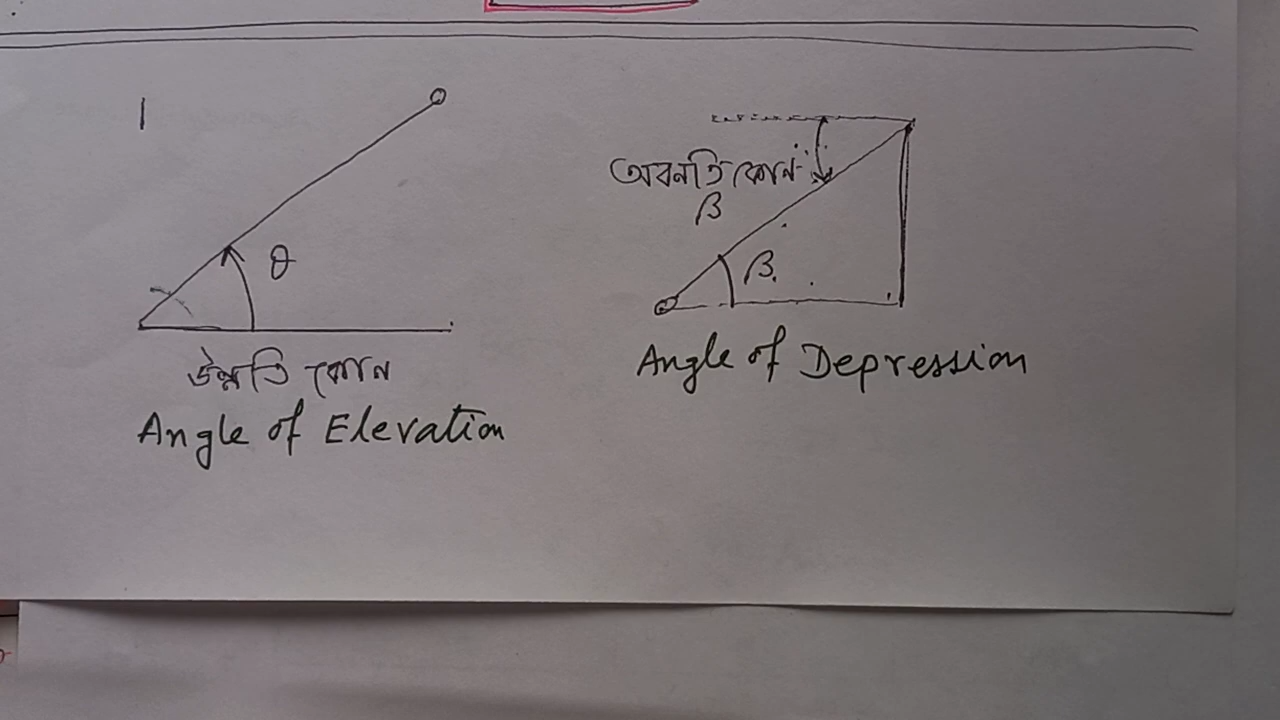 θ
উন্নতি কোন
Angle of Elevation
অবনতি কোন
β
β
Angle of Depression